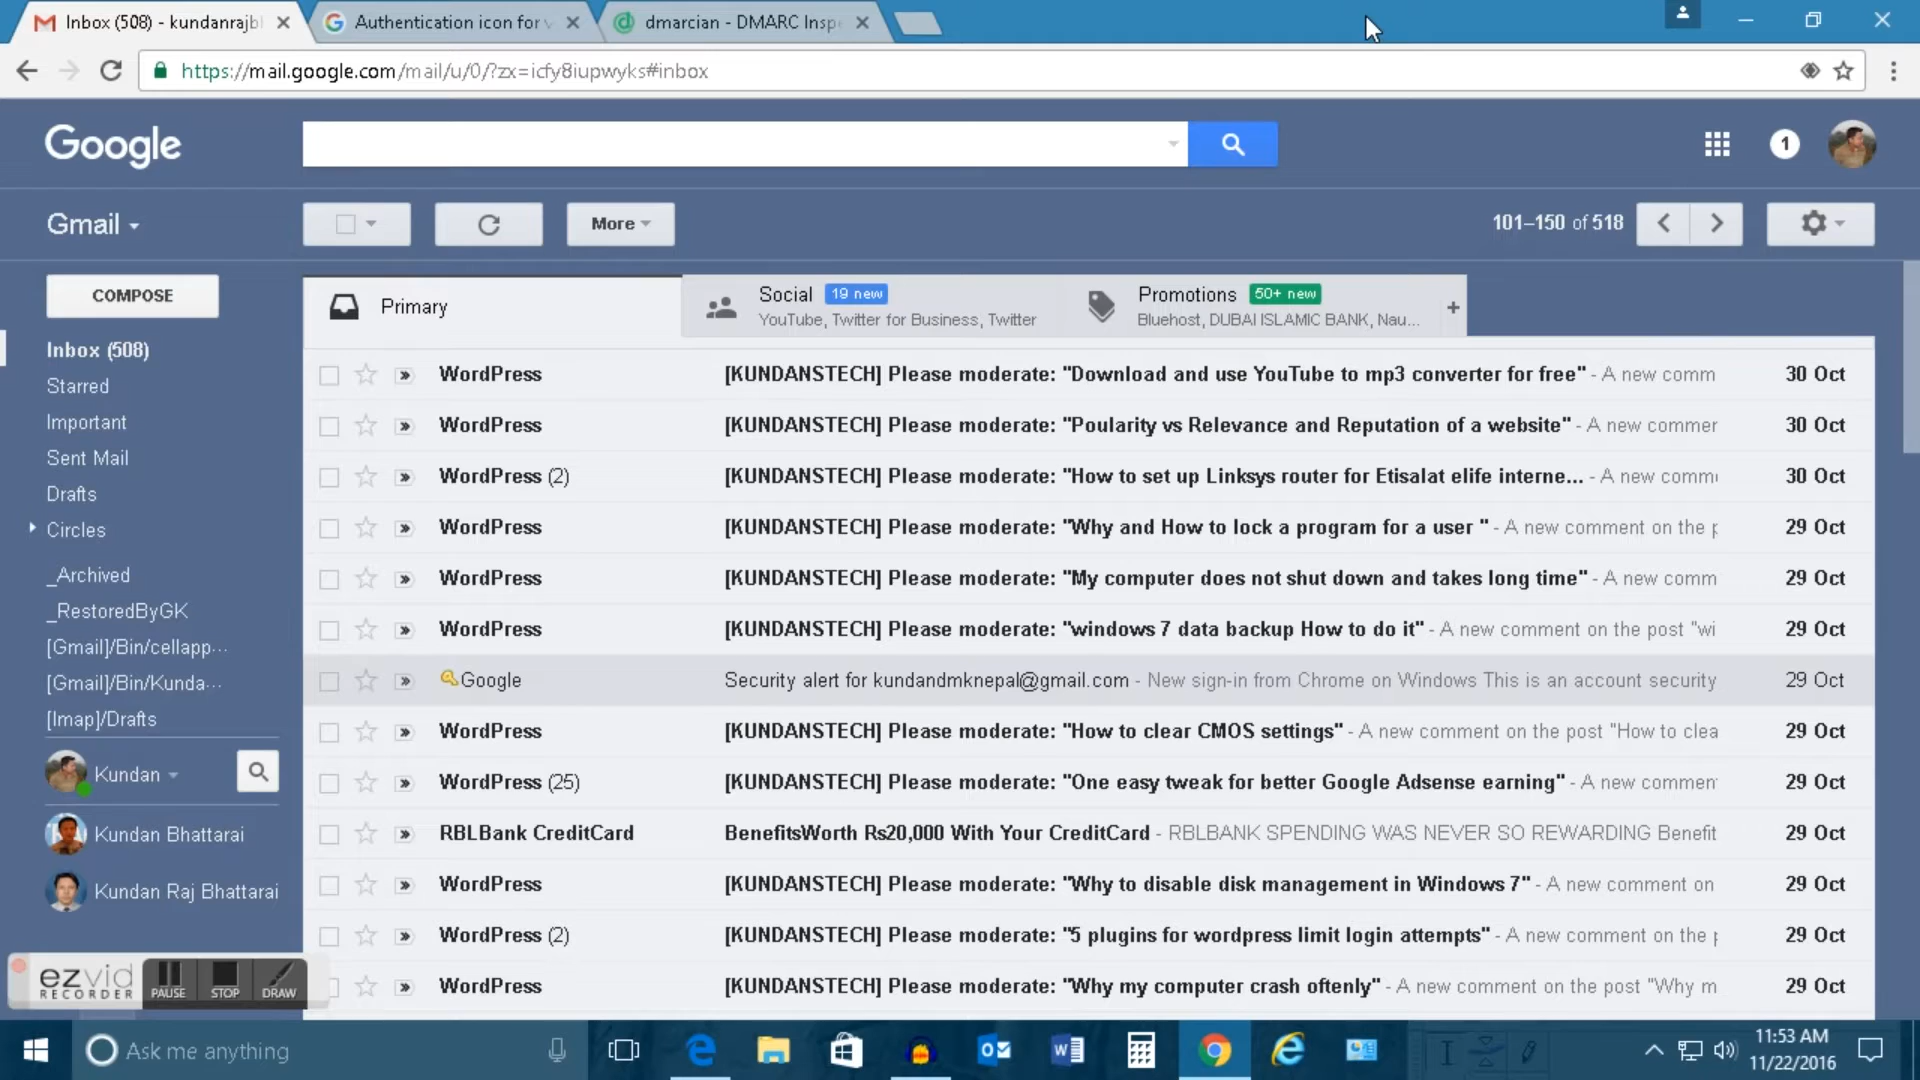 Inbox (508) - kundanrajbl
Authentication icon for v
dmarcian - DMARC Inspe
https://mail.google.com/mail/u/0/?zx=icfy8iupwyks#inbox
Google
1
Gmail
More
101–150 of 518
COMPOSE
Primary
Social 19 new
YouTube, Twitter for Business, Twitter
Promotions 50+ new
Bluehost, DUBAI ISLAMIC BANK, Nau...
+
Inbox (508)
Starred
Important
Sent Mail
Drafts
Circles
_Archived
_RestoredByGK
[Gmail]/Bin/cellapp...
[Gmail]/Bin/Kunda...
[Imap]/Drafts
Kundan
Kundan Bhattarai
Kundan Raj Bhattarai
WordPress [KUNDANSTECH] Please moderate: "Download and use YouTube to mp3 converter for free" - A new comm 30 Oct
WordPress [KUNDANSTECH] Please moderate: "Poularity vs Relevance and Reputation of a website" - A new commer 30 Oct
WordPress (2) [KUNDANSTECH] Please moderate: "How to set up Linksys router for Etisalat elife interne... - A new comm 30 Oct
WordPress [KUNDANSTECH] Please moderate: "Why and How to lock a program for a user " - A new comment on the p 29 Oct
WordPress [KUNDANSTECH] Please moderate: "My computer does not shut down and takes long time" - A new comm 29 Oct
WordPress [KUNDANSTECH] Please moderate: "windows 7 data backup How to do it" - A new comment on the post "wi 29 Oct
Google Security alert for kundandmknepal@gmail.com - New sign-in from Chrome on Windows This is an account security 29 Oct
WordPress [KUNDANSTECH] Please moderate: "How to clear CMOS settings" - A new comment on the post "How to clea 29 Oct
WordPress (25) [KUNDANSTECH] Please moderate: "One easy tweak for better Google Adsense earning" - A new commen 29 Oct
RBLBank CreditCard BenefitsWorth Rs20,000 With Your CreditCard - RBLBANK SPENDING WAS NEVER SO REWARDING Benefit 29 Oct
WordPress [KUNDANSTECH] Please moderate: "Why to disable disk management in Windows 7" - A new comment on 29 Oct
WordPress (2) [KUNDANSTECH] Please moderate: "5 plugins for wordpress limit login attempts" - A new comment on the p 29 Oct
WordPress [KUNDANSTECH] Please moderate: "Why my computer crash oftenly" - A new comment on the post "Why m 29 Oct
ezvid
RECORDER
PAUSE STOP DRAW
Ask me anything
11:53 AM
11/22/2016